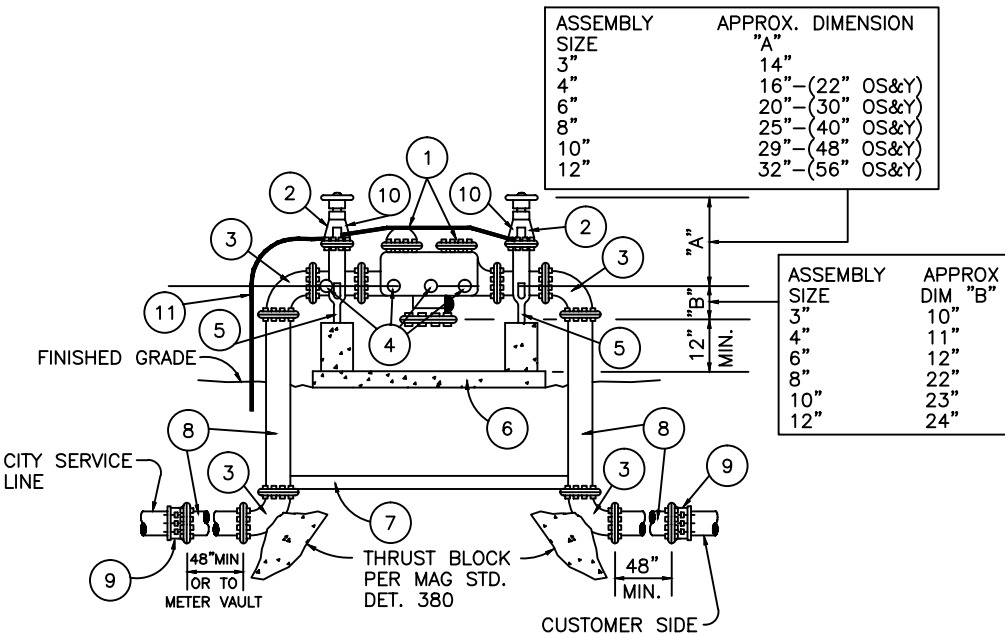 ASSEMBLY APPROX. DIMENSION
SIZE "A"
3" 14"
4" 16"-(22" OS&Y)
6" 20"-(30" OS&Y)
8" 25"-(40" OS&Y)
10" 29"-(48" OS&Y)
12" 32"-(56" OS&Y)
1
2
10
10
2
3
3
"A"
ASSEMBLY APPROX
SIZE DIM "B"
3" 10"
4" 11"
6" 12"
8" 22"
10" 23"
12" 24"
"B"
12" MIN.
11
5
4
5
FINISHED GRADE
6
8
8
CITY SERVICE
LINE
3
3
9
7
9
48"MIN
OR TO
METER VAULT
THRUST BLOCK
PER MAG STD.
DET. 380
48"
MIN.
CUSTOMER SIDE